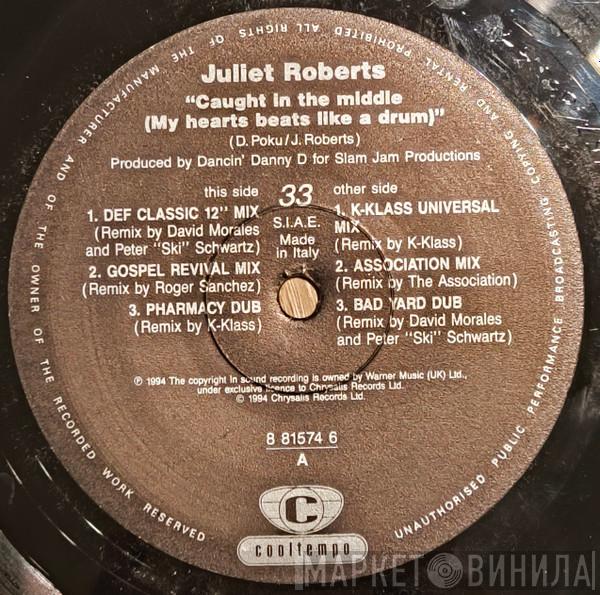 COPYING AND RENTAL PROHIBITED ALL RIGHTS OF THE MANUFACTURER AND OF THE OWNER OF THE RECORDED WORK RESERVED
UNAUTHORISED PUBLIC PERFORMANCE BROADCASTING
Juliet Roberts
"Caught in the middle
(My hearts beats like a drum)"
(D. Poku/J. Roberts)
Produced by Dancin' Danny D for Slam Jam Productions
this side
1. DEF CLASSIC 12" MIX
(Remix by David Morales
and Peter "Ski" Schwartz)
2. GOSPEL REVIVAL MIX
(Remix by Roger Sanchez)
3. PHARMACY DUB
(Remix by K-Klass)
33
S.I.A.E.
Made
in Italy
other side
1. K-KLASS UNIVERSAL
MIX
(Remix by K-Klass)
2. ASSOCIATION MIX
(Remix by The Association)
3. BAD YARD DUB
(Remix by David Morales
and Peter "Ski" Schwartz)
℗ 1994 The copyright in sound recording is owned by Warner Music (UK) Ltd.,
under exclusive licence to Chrysalis Records Ltd.
© 1994 Chrysalis Records Ltd.
8 81574 6
A
C
cooltempo
МАРКЕТ ВИНИЛА